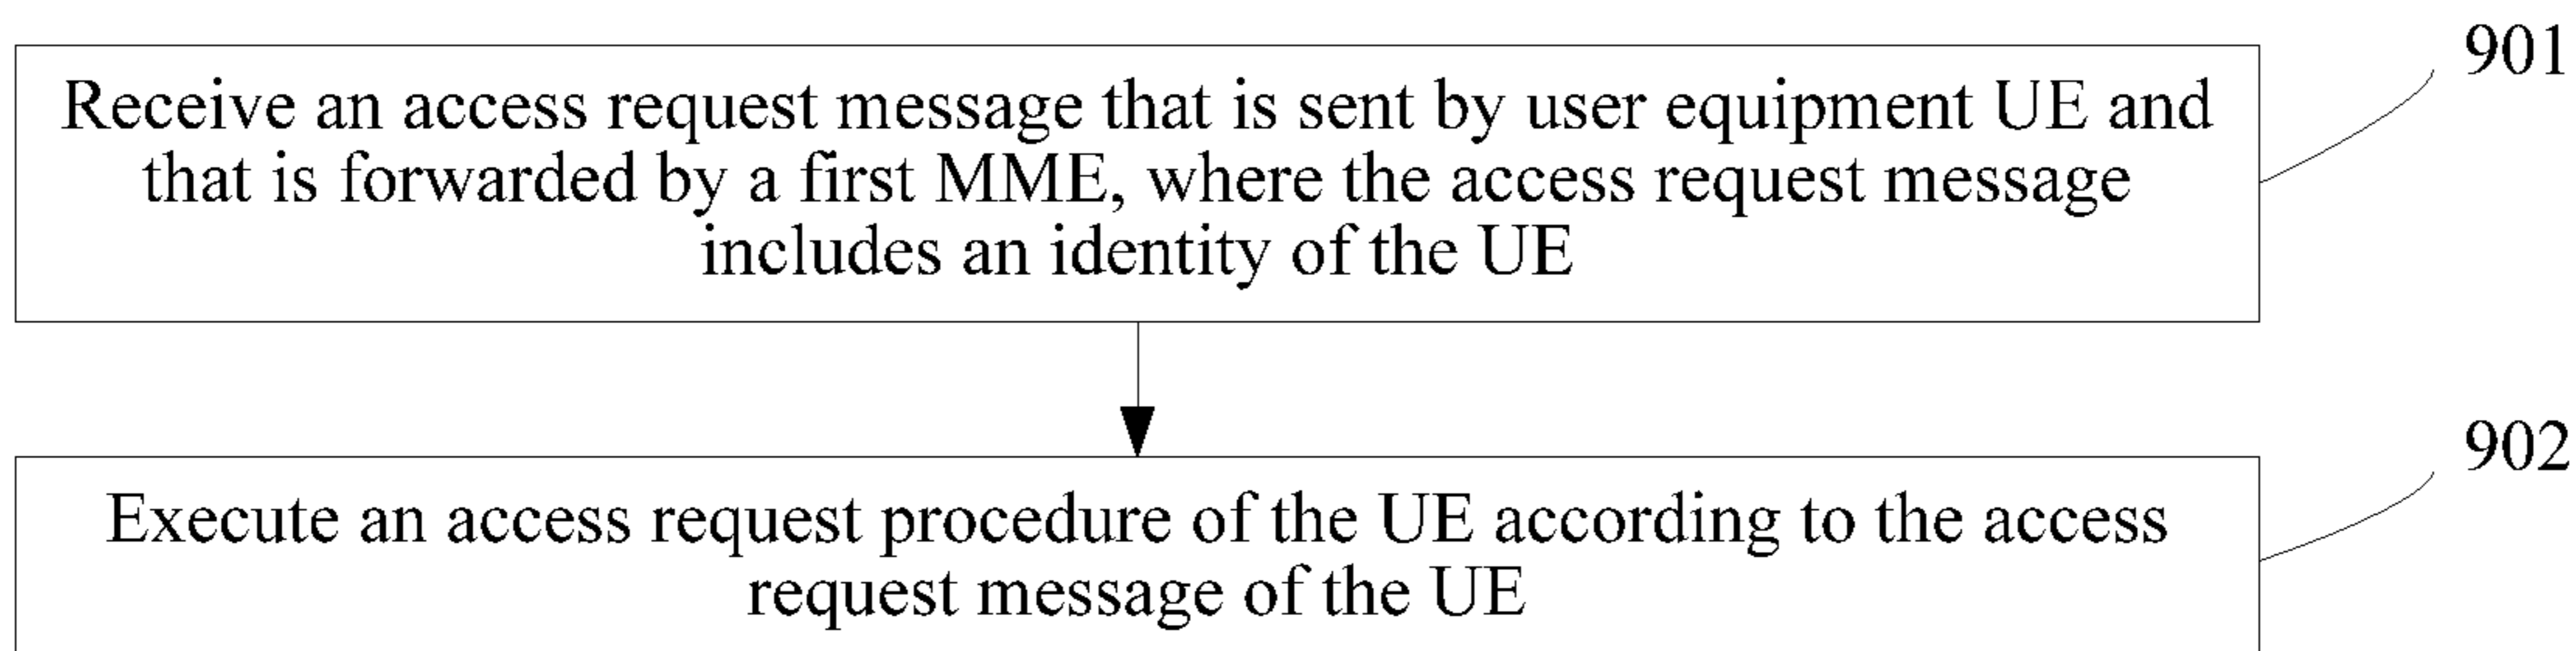 901
Receive an access request message that is sent by user equipment UE and
that is forwarded by a first MME, where the access request message
includes an identity of the UE
902
Execute an access request procedure of the UE according to the access
request message of the UE